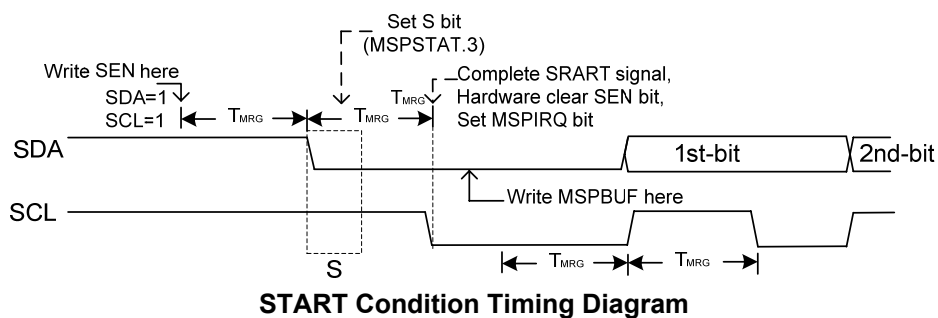 Set S bit
(MSPSTAT.3)
Write SEN here
SDA=1
SCL=1
TMRG
TMRG
TMRG
Complete SRART signal,
Hardware clear SEN bit,
Set MSPIRQ bit
SDA
1st-bit
2nd-bit
Write MSPBUF here
SCL
S
TMRG
TMRG
START Condition Timing Diagram